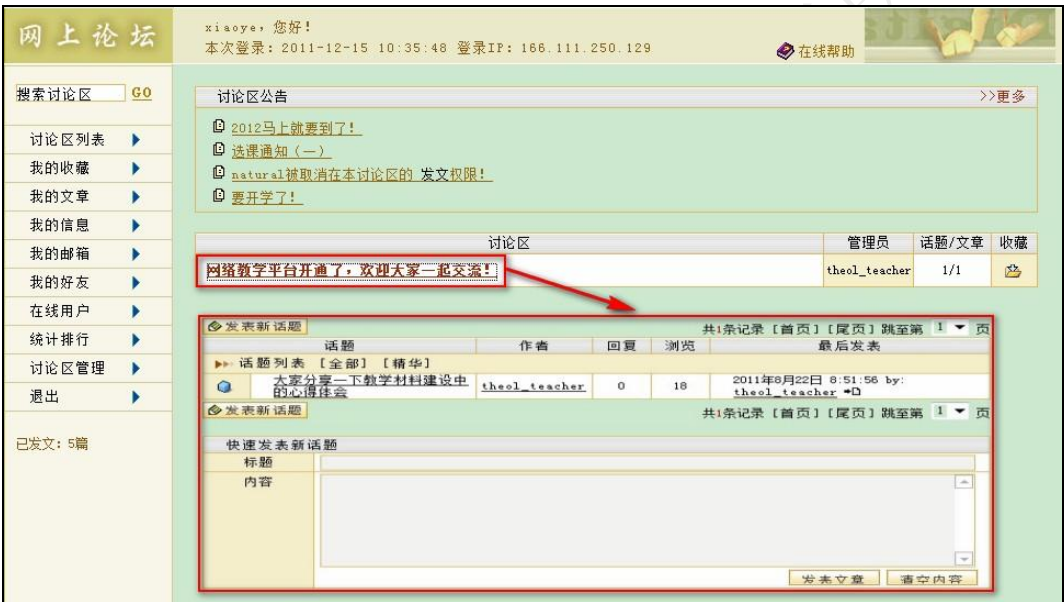 网上论坛
xiaoye，您好！
本次登录：2011-12-15 10:35:48 登录IP：166.111.250.129
在线帮助
搜索讨论区 GO
讨论区列表
我的收藏
我的文章
我的信息
我的邮箱
我的好友
在线用户
统计排行
讨论区管理
退出
已发文：5篇
讨论区公告 >>更多
2012马上就要到了！
选课通知（一）
natural被取消在本讨论区的 发文权限！
要开学了！
讨论区 管理员 话题/文章 收藏
网络教学平台开通了，欢迎大家一起交流！ theol_teacher 1/1
发表新话题 共1条记录 [首页] [尾页] 跳至第 1 页
话题 作者 回复 浏览 最后发表
话题列表 [全部] [精华]
大家分享一下教学材料建设中 theol_teacher 0 18 2011年8月22日 8:51:56 by:
的心得体会 theol_teacher
发表新话题 共1条记录 [首页] [尾页] 跳至第 1 页
快速发表新话题
标题
内容
发表文章 清空内容